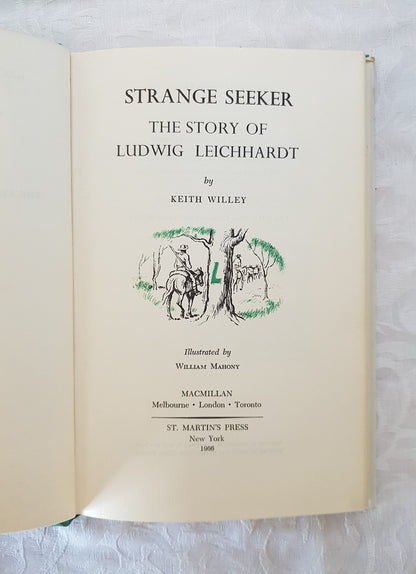 STRANGE SEEKER
THE STORY OF
LUDWIG LEICHHARDT
by
KEITH WILLEY
L
Illustrated by
WILLIAM MAHONY
MACMILLAN
Melbourne • London • Toronto
ST. MARTIN'S PRESS
New York
1966